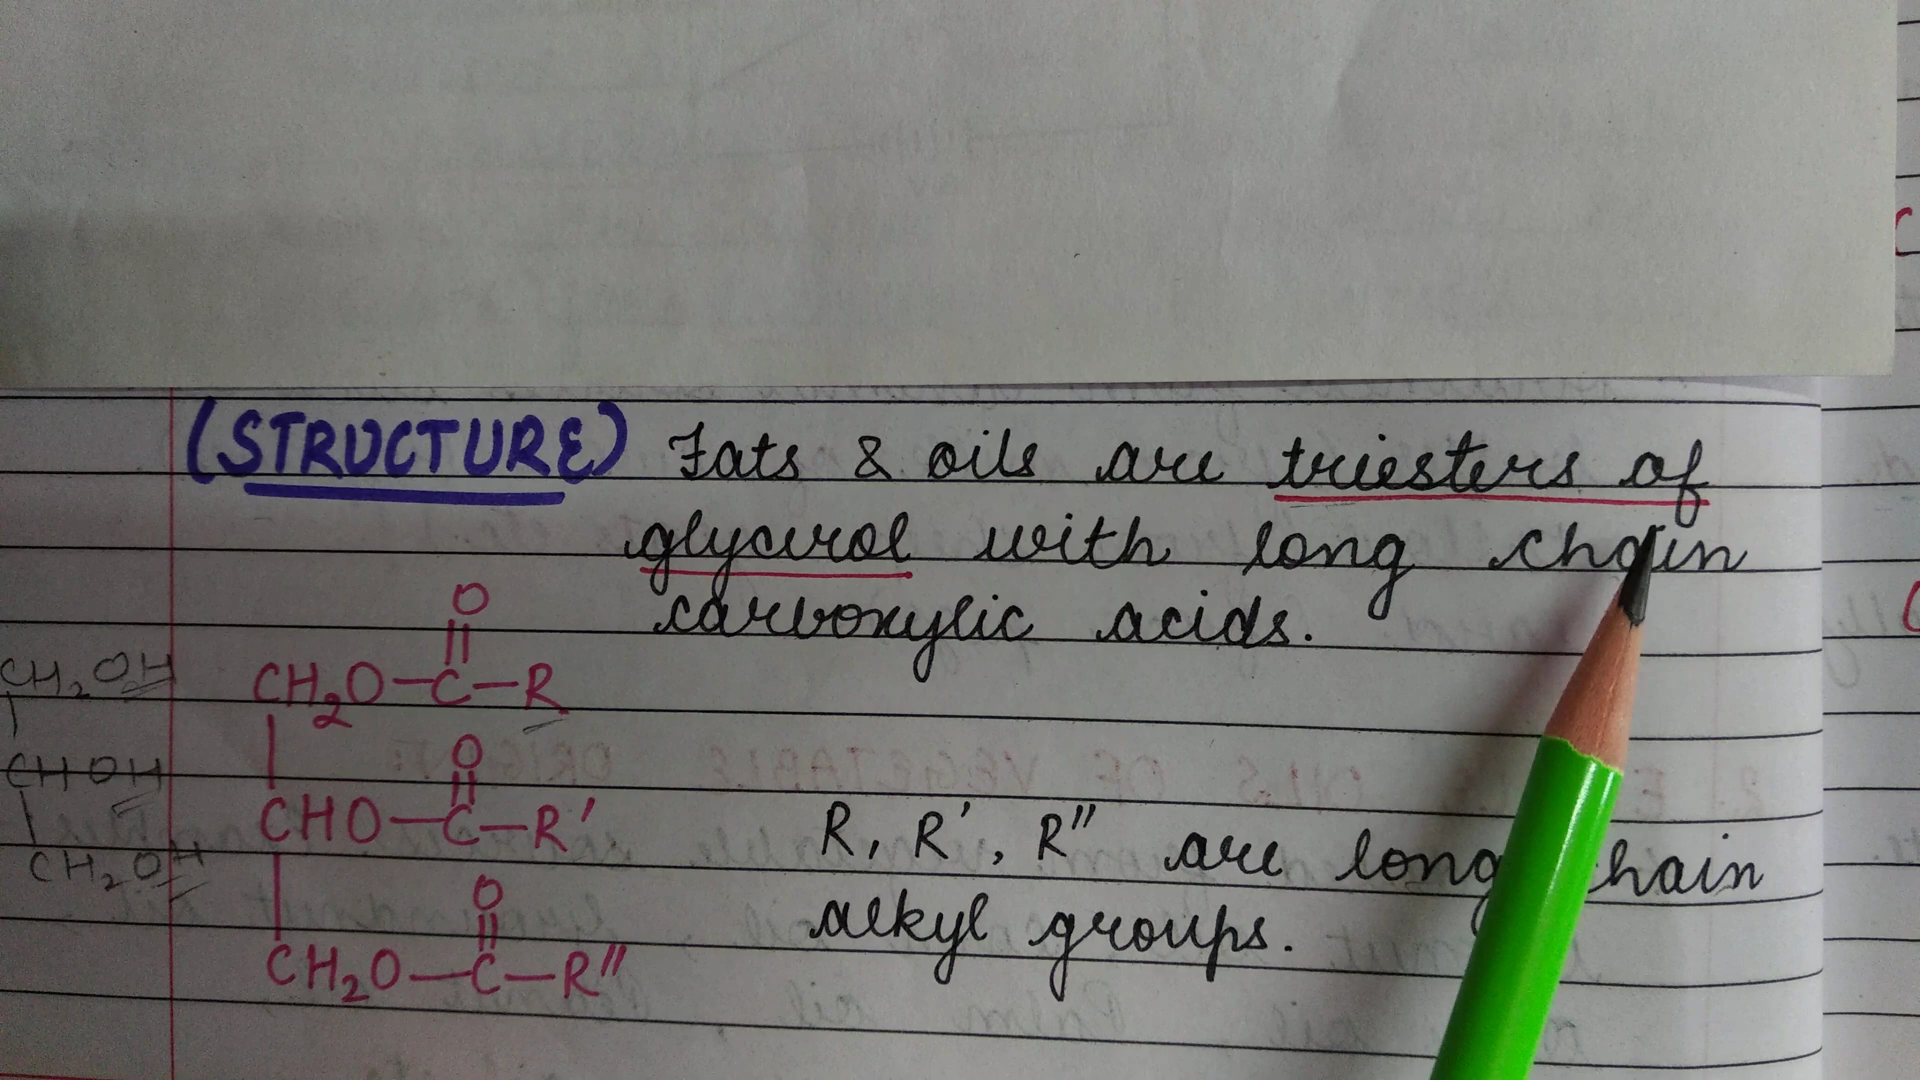 (STRUCTURE) Fats & oils are triesters of
glycerol with long chain
carboxylic acids.
O
||
CH₂OH CH₂O—C—R
|
O
||
CHOH CHO—C—R′
R, R′, R″ are long chain
alkyl groups.
|
O
||
CH₂OH CH₂O—C—R″